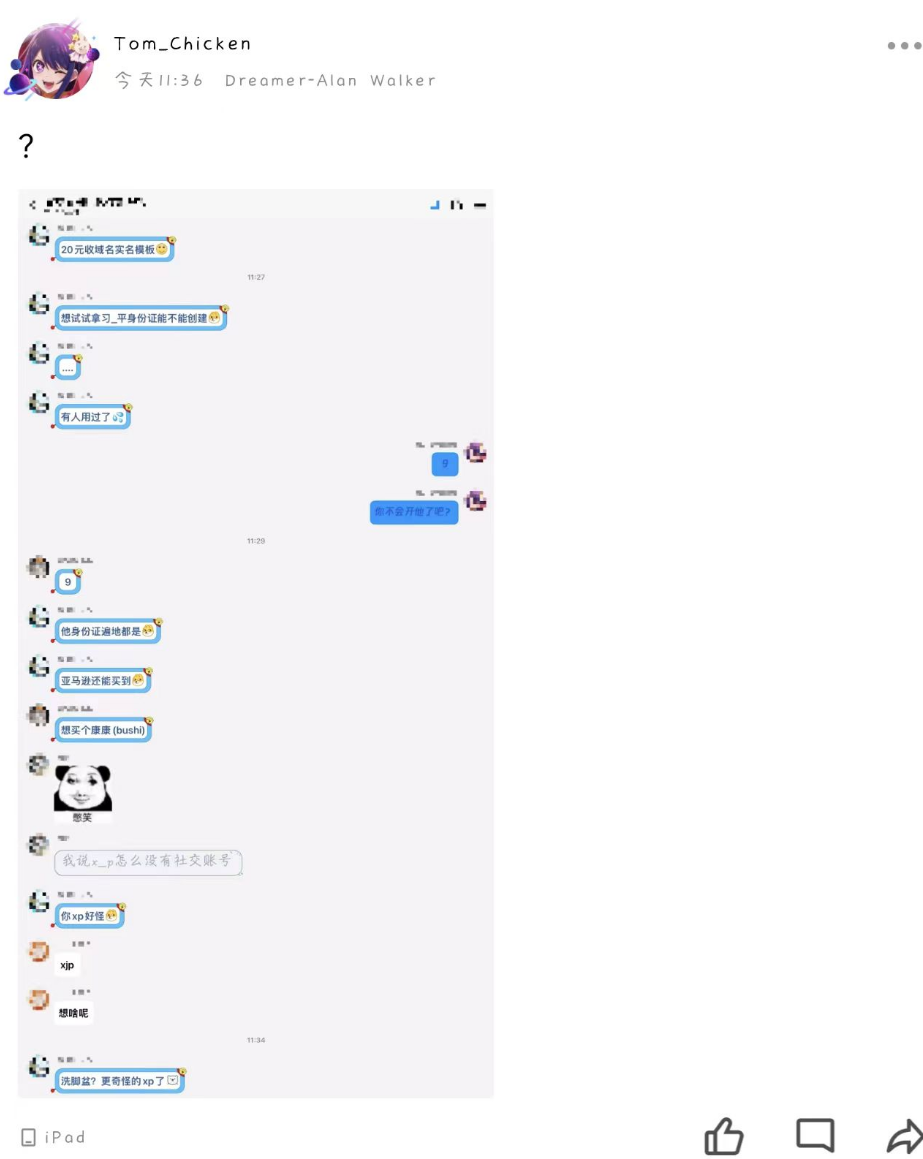 Tom_Chicken
今天11:36 Dreamer-Alan Walker
?
20元收域名实名模板
11:27
想试试拿习_平身份证能不能创建
....
有人用过了
9
你不会开他了吧?
11:29
9
他身份证遍地都是
亚马逊还能买到
想买个康康 (bushi)
憨笑
我说x_p怎么没有社交账号
你xp好怪
xjp
想啥呢
11:34
洗脚盆？更奇怪的xp了
iPad